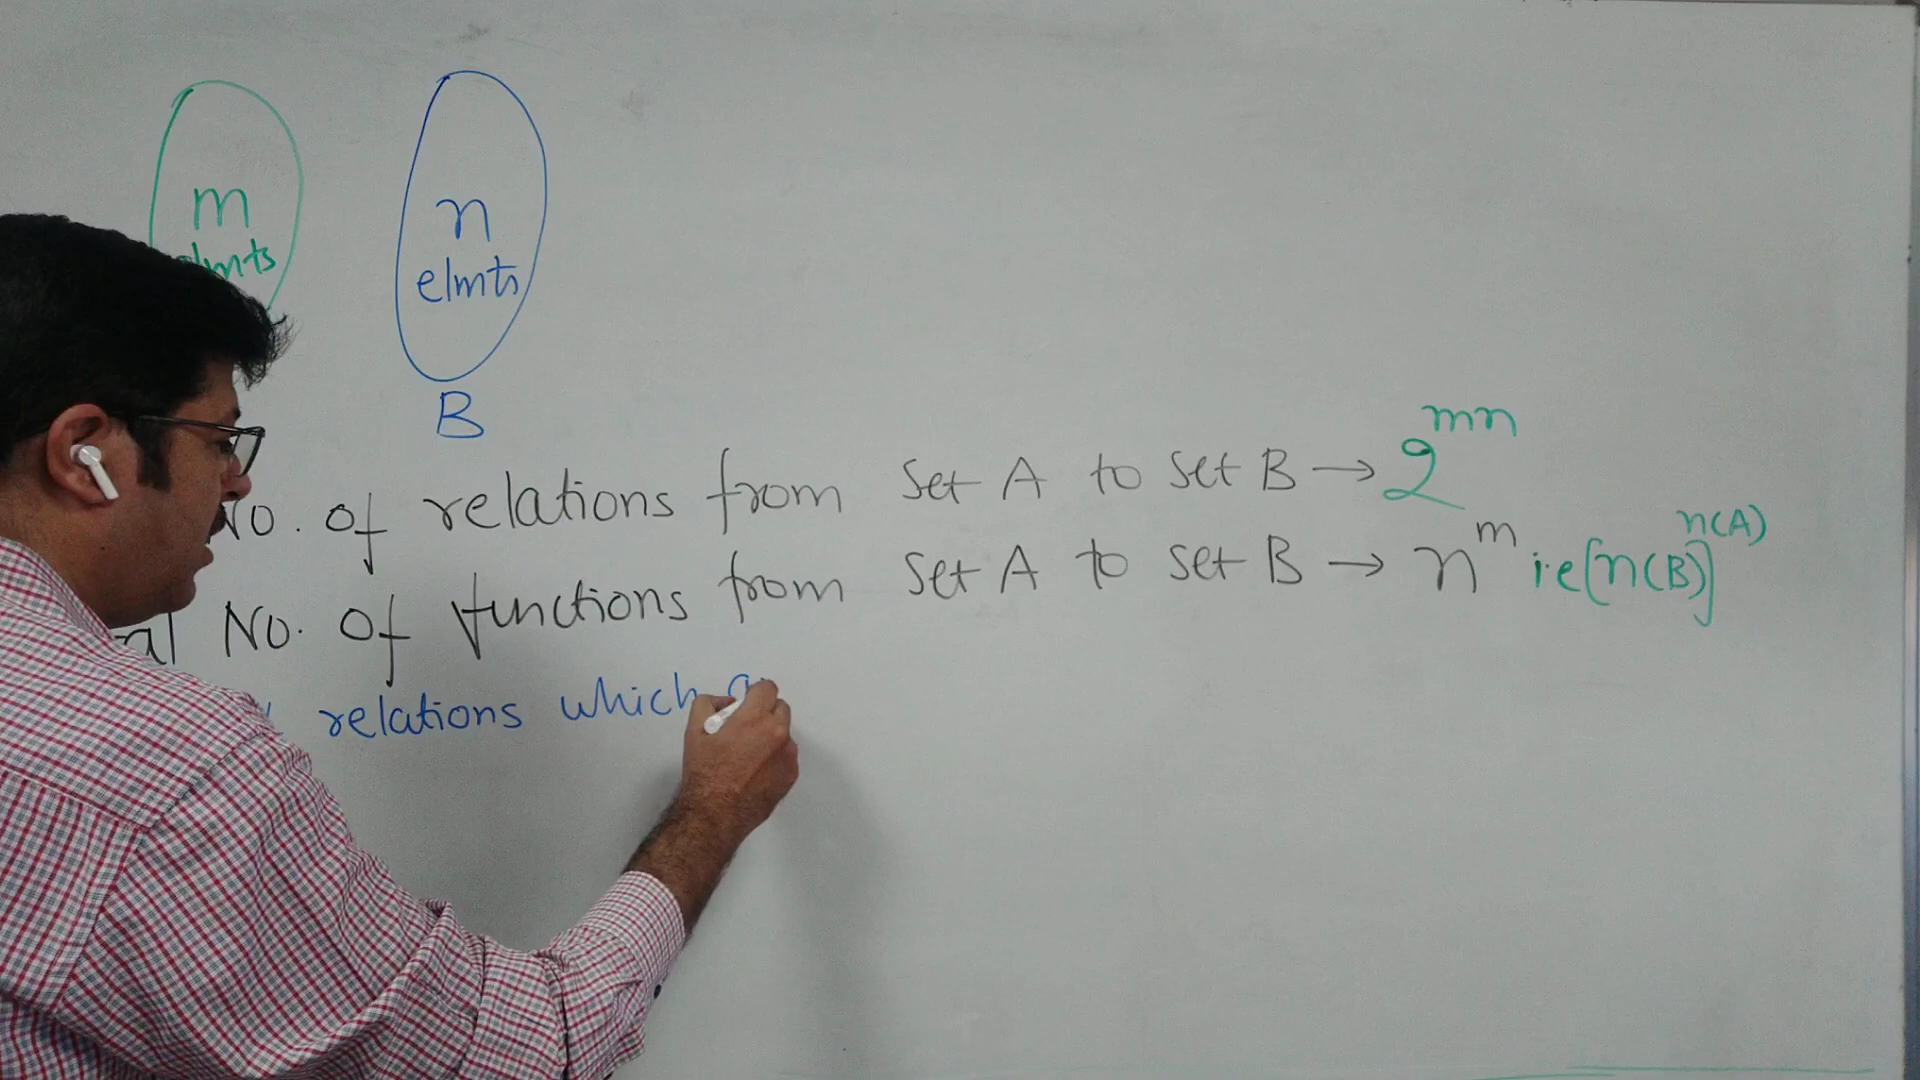 m
elmts
n
elmts
B
No. of relations from Set A to set B → 2^mn
No. of functions from Set A to set B → n^m i.e [n(B)]^n(A)
relations which